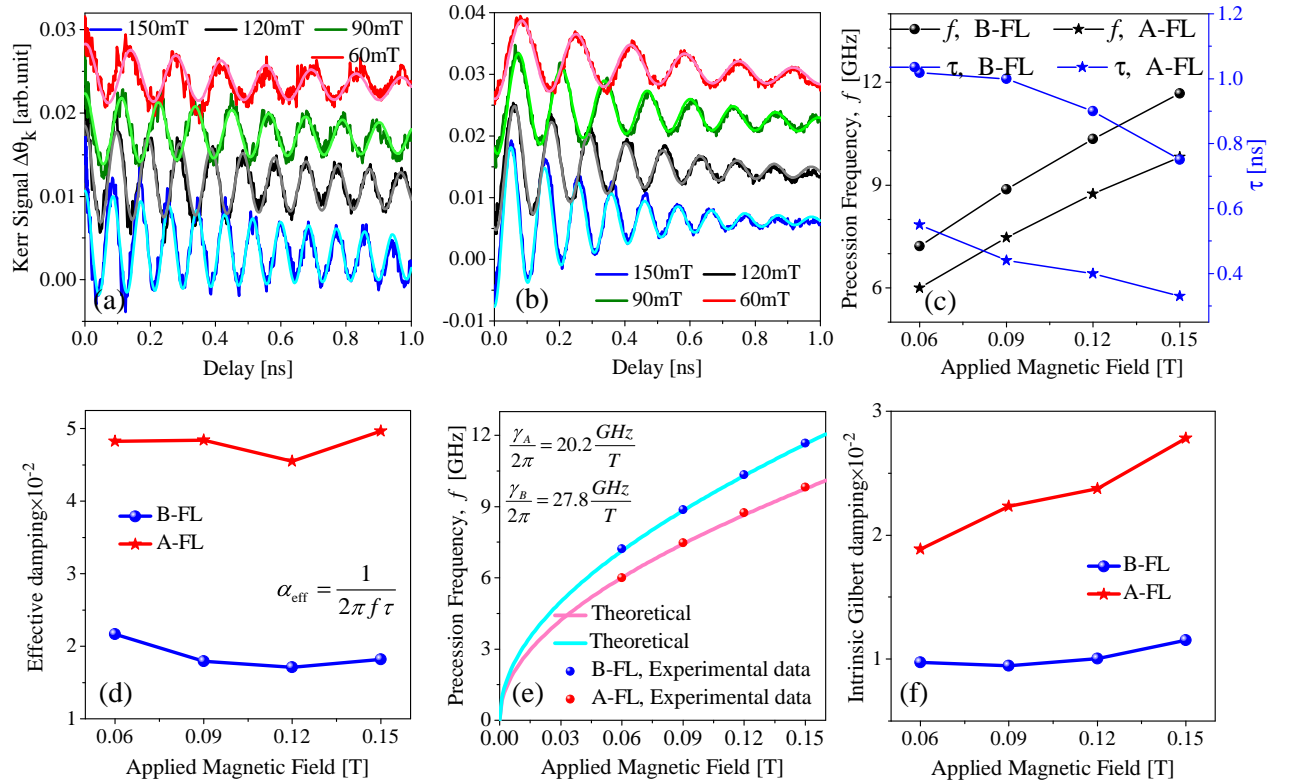 150mT 120mT 90mT
60mT
0.03
0.02
0.01
0.00
Kerr Signal Δθ_k [arb.unit]
(a)
0.0 0.2 0.4 0.6 0.8 1.0
Delay [ns]
0.04
0.03
0.02
0.01
0.00
-0.01
150mT 120mT
90mT 60mT
(b)
0.0 0.2 0.4 0.6 0.8 1.0
Delay [ns]
f, B-FL f, A-FL
τ, B-FL τ, A-FL
12
9
6
Precession Frequency, f [GHz]
1.2
1.0
0.8
0.6
0.4
τ [ns]
(c)
0.06 0.09 0.12 0.15
Applied Magnetic Field [T]
5
4
3
2
1
Effective damping×10⁻²
B-FL
A-FL
α_eff = 1/(2πfτ)
(d)
0.06 0.09 0.12 0.15
Applied Magnetic Field [T]
12
9
6
3
0
Precession Frequency, f [GHz]
γ_A/2π = 20.2 GHz/T
γ_B/2π = 27.8 GHz/T
Theoretical
Theoretical
B-FL, Experimental data
A-FL, Experimental data
(e)
0.00 0.03 0.06 0.09 0.12 0.15
Applied Magnetic Field [T]
3
2
1
Intrinsic Gilbert damping×10⁻²
B-FL
A-FL
(f)
0.06 0.09 0.12 0.15
Applied Magnetic Field [T]